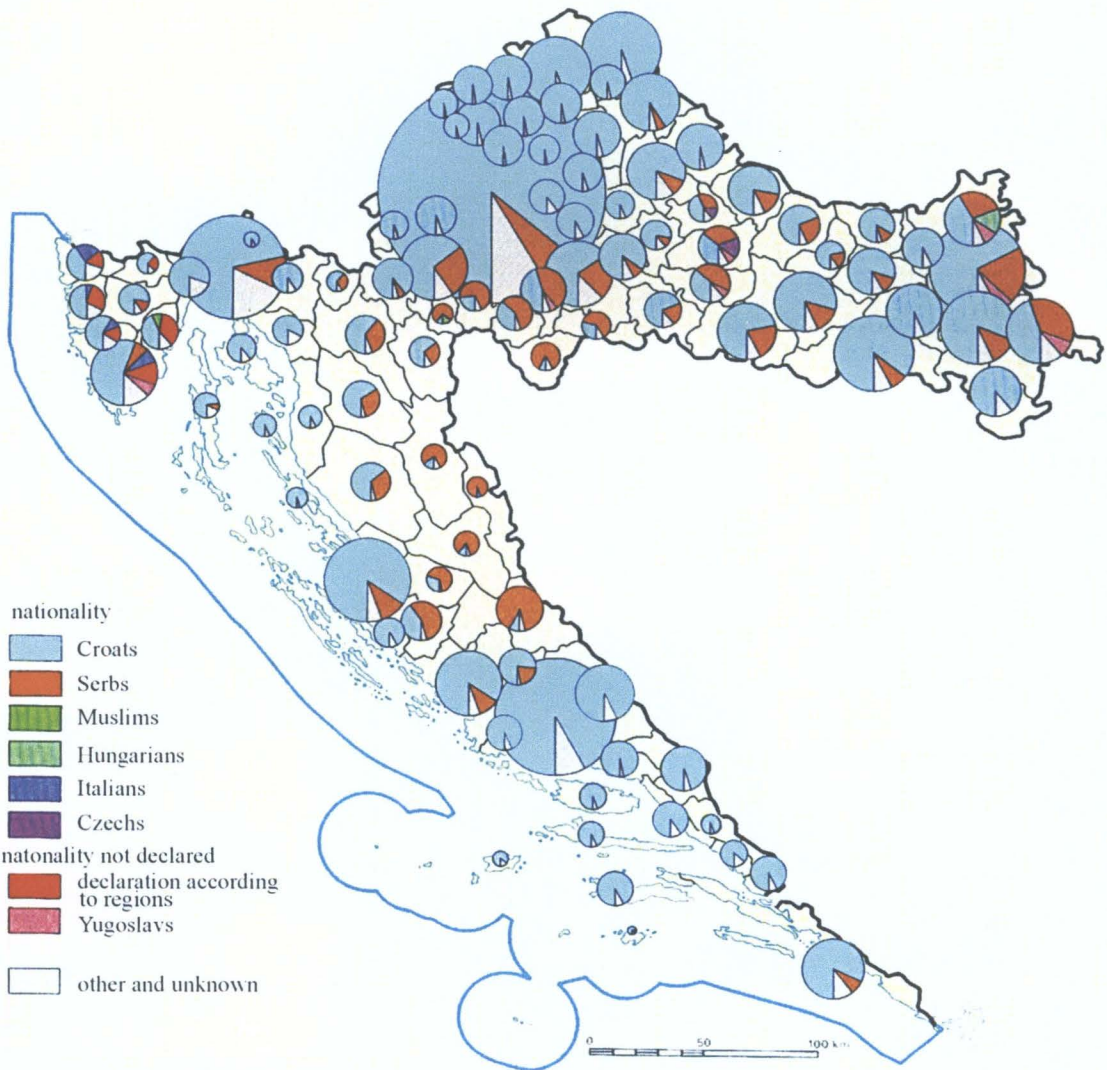 nationality
Croats
Serbs
Muslims
Hungarians
Italians
Czechs
natonality not declared
declaration according
to regions
Yugoslavs
other and unknown
0 50 100 km